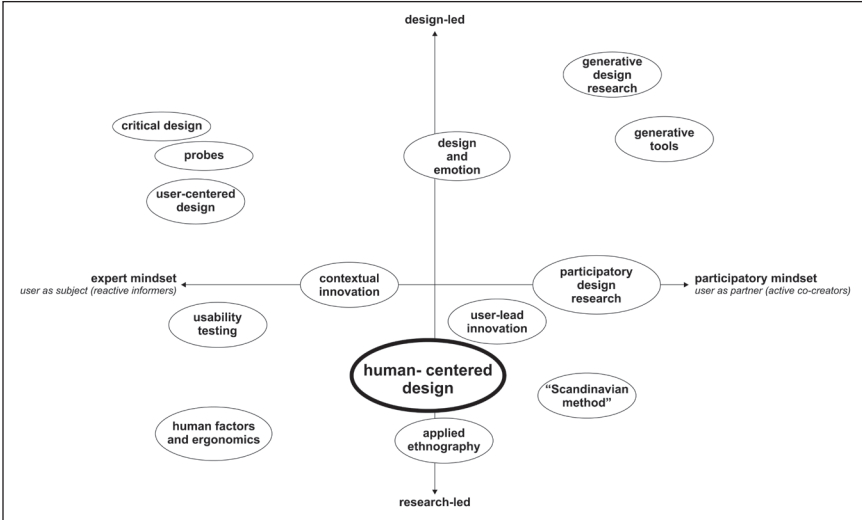 design-led
generative
design
research
critical design
generative
tools
probes
design
and
emotion
user-centered
design
expert mindset
user as subject (reactive informers)
contextual
innovation
participatory
design
research
participatory mindset
user as partner (active co-creators)
usability
testing
user-lead
innovation
human- centered
design
“Scandinavian
method”
human factors
and ergonomics
applied
ethnography
research-led